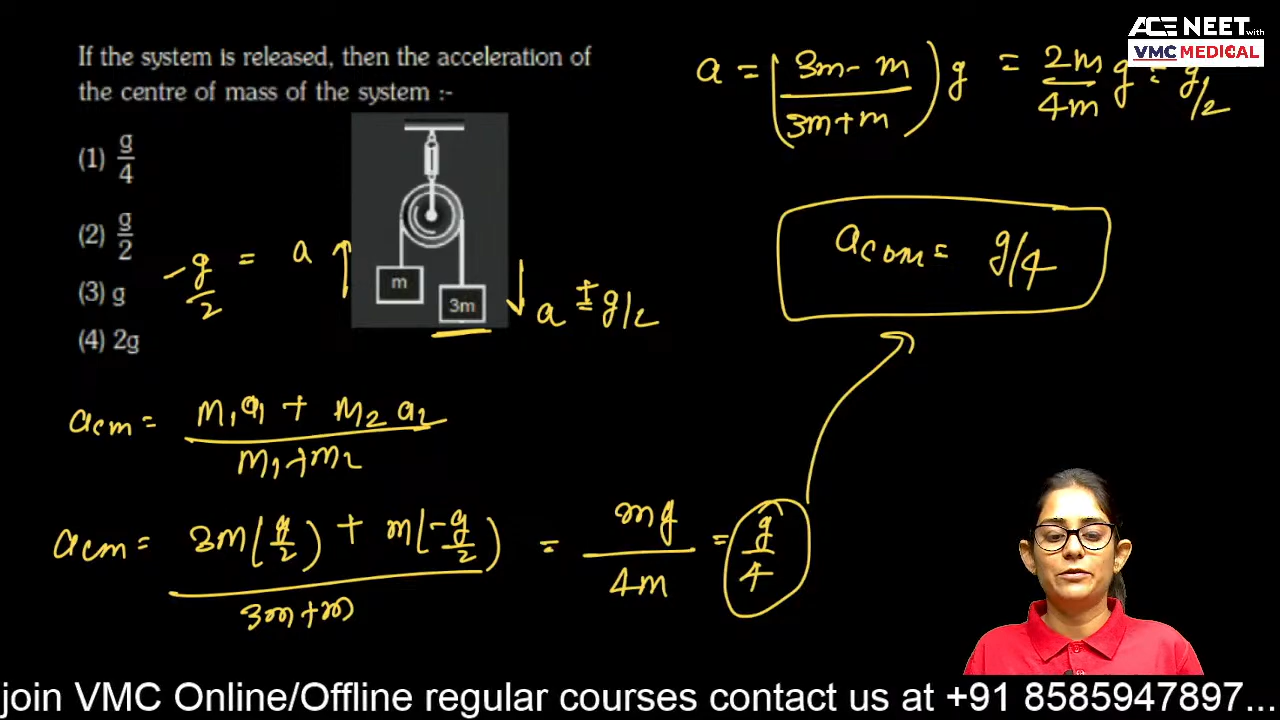 ACE NEET with
VMC MEDICAL
If the system is released, then the acceleration of
the centre of mass of the system :-
(1) g/4
(2) g/2
(3) g
(4) 2g
m
3m
-g/2 = a
a = + g/2
a = (3m - m / 3m + m) g = 2m/4m g = g/2
acom = g/4
acm = m₁a₁ + m₂a₂ / m₁+m₂
acm = 3m(g/2) + m(-g/2) / 3m+m = mg/4m = g/4
join VMC Online/Offline regular courses contact us at +91 8585947897...